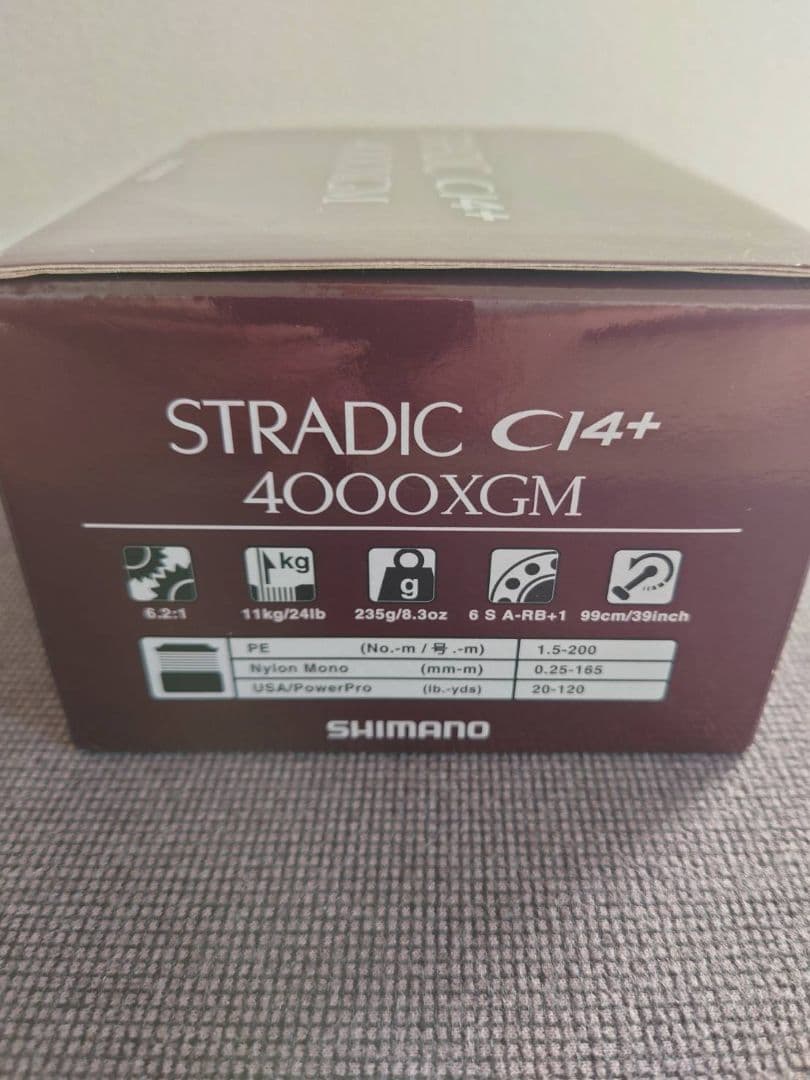 STRADIC CI4+
4000XGM
kg
g
6.2:1 11kg/24lb 235g/8.3oz 6 S A-RB+1 99cm/39inch
PE (No.-m / 号.-m) 1.5-200
Nylon Mono (mm-m) 0.25-165
USA/PowerPro (lb.-yds) 20-120
SHIMANO